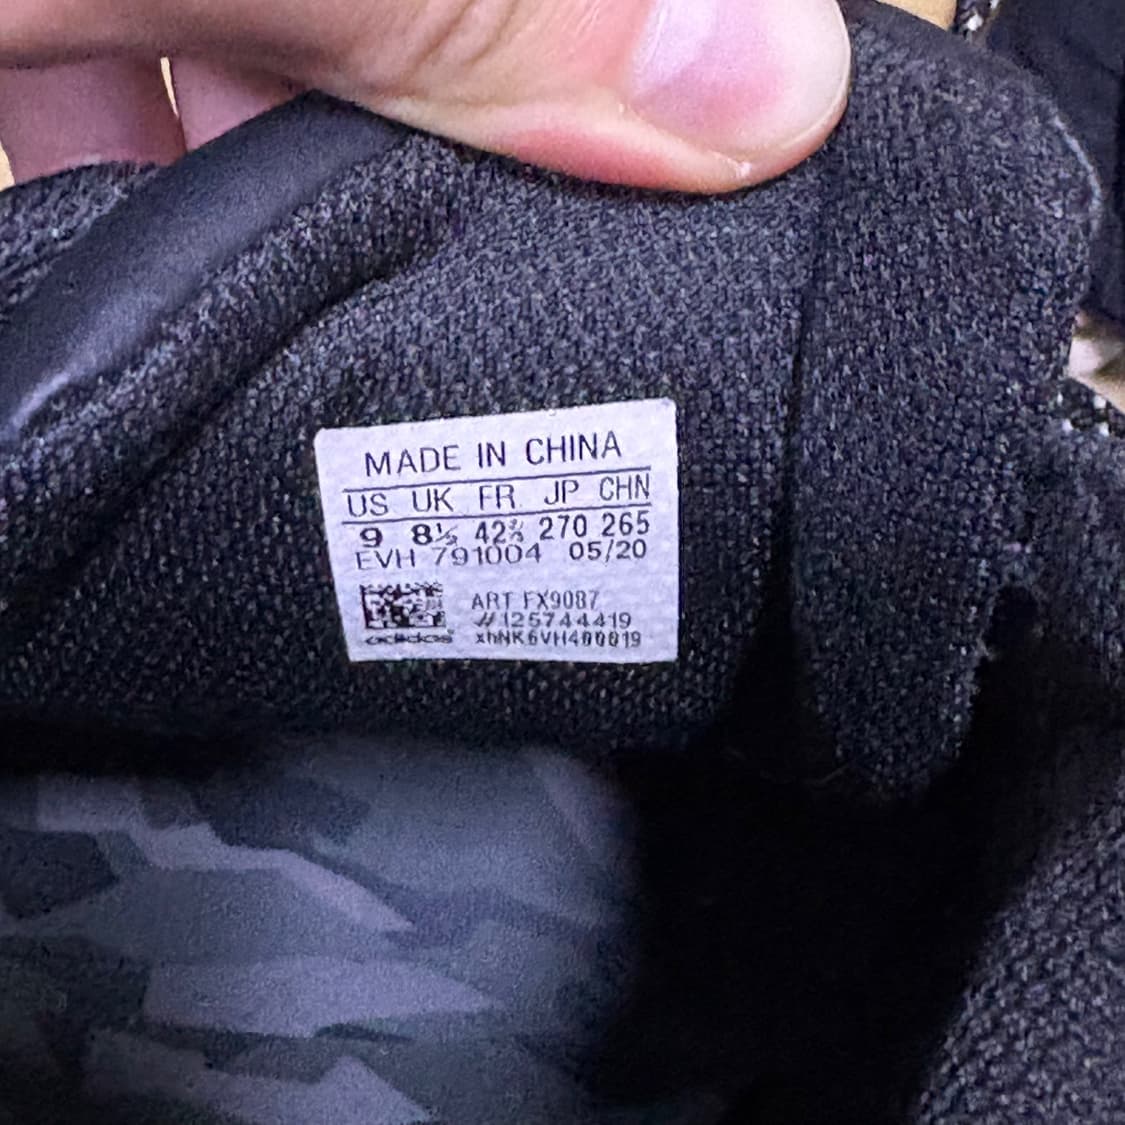 MADE IN CHINA
US UK FR JP CHN
9 8½ 42⅔ 270 265
EVH 791004 05/20
ART FX9087
#125744419
adidas